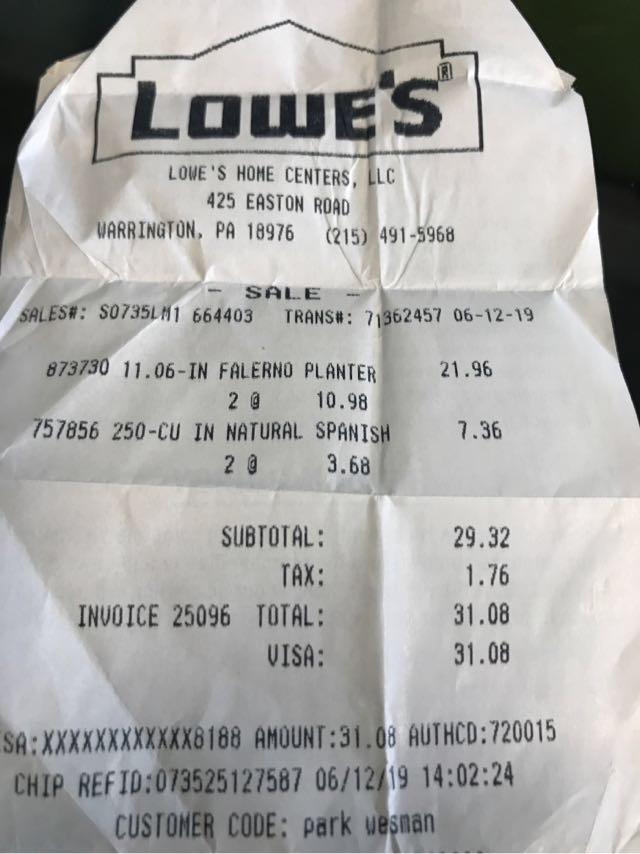 LOWE'S®
LOWE'S HOME CENTERS, LLC
425 EASTON ROAD
WARRINGTON, PA 18976 (215) 491-5968
- SALE -
SALES#: S0735LM1 664403 TRANS#: 71362457 06-12-19
873730 11.06-IN FALERNO PLANTER 21.96
2 @ 10.98
757856 250-CU IN NATURAL SPANISH 7.36
2 @ 3.68
SUBTOTAL: 29.32
TAX: 1.76
INVOICE 25096 TOTAL: 31.08
VISA: 31.08
SA:XXXXXXXXXXXX8188 AMOUNT:31.08 AUTHCD:720015
CHIP REFID:073525127587 06/12/19 14:02:24
CUSTOMER CODE: park wesman